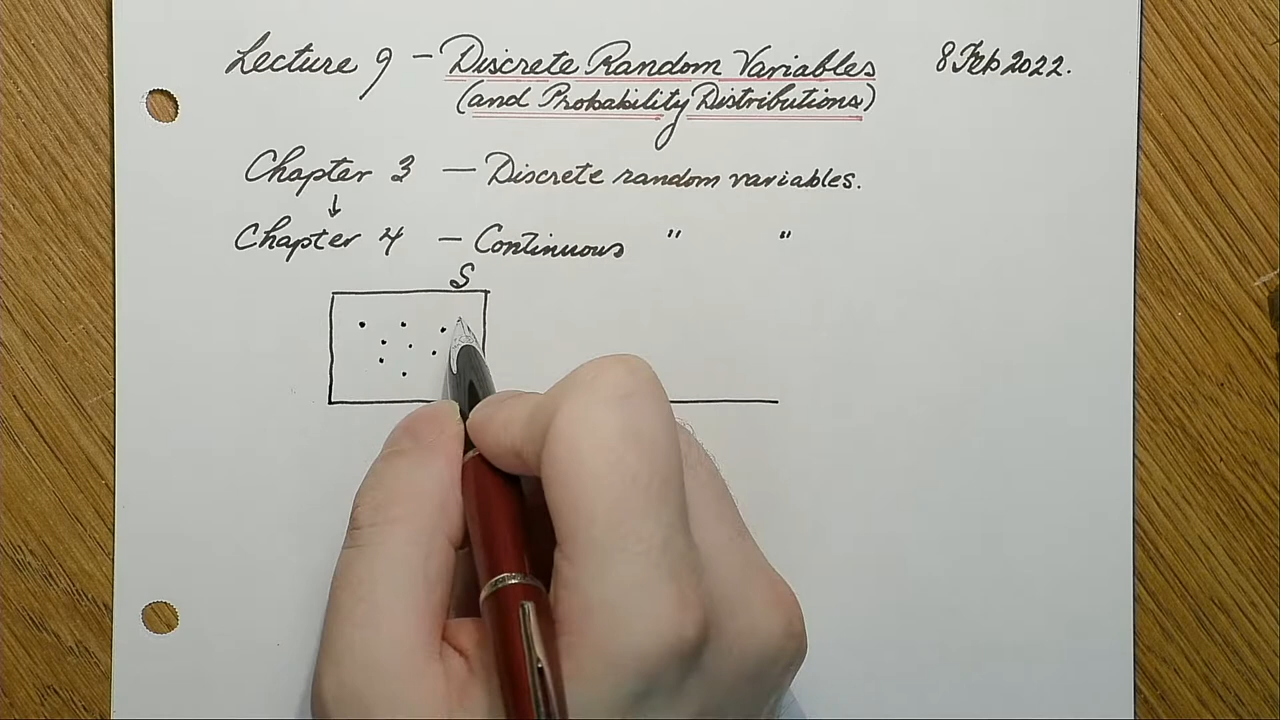 Lecture 9 – Discrete Random Variables 8 Feb 2022.
(and Probability Distributions)
Chapter 3 — Discrete random variables.
↓
Chapter 4 — Continuous " "
S